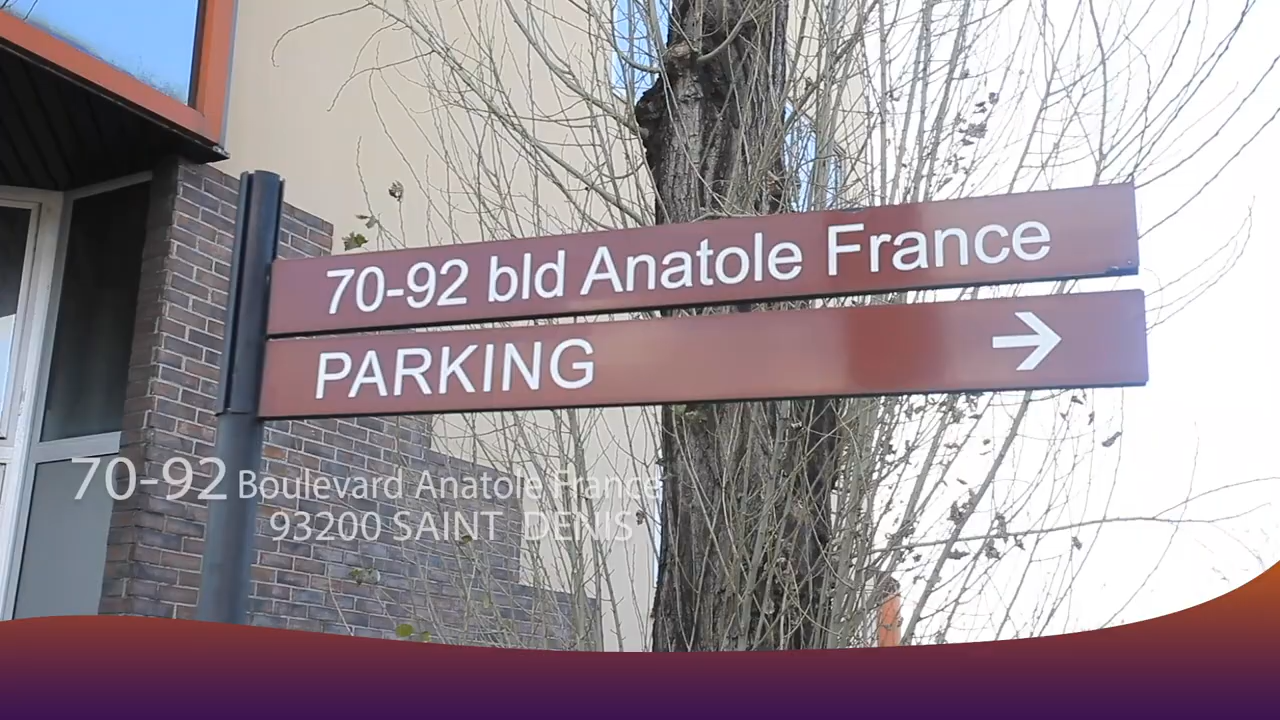 70-92 bld Anatole France
PARKING →
70-92 Boulevard Anatole France
93200 SAINT DENIS